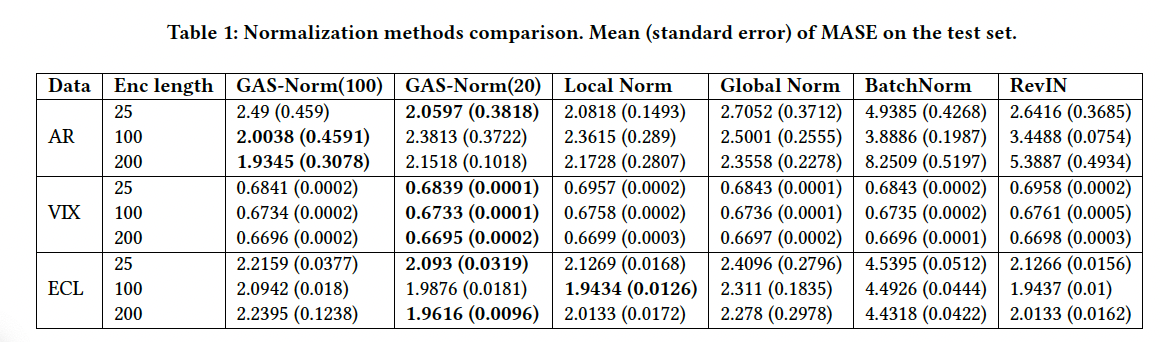 Table 1: Normalization methods comparison. Mean (standard error) of MASE on the test set.
Data Enc length GAS-Norm(100) GAS-Norm(20) Local Norm Global Norm BatchNorm RevIN
25 2.49 (0.459) 2.0597 (0.3818) 2.0818 (0.1493) 2.7052 (0.3712) 4.9385 (0.4268) 2.6416 (0.3685)
AR 100 2.0038 (0.4591) 2.3813 (0.3722) 2.3615 (0.289) 2.5001 (0.2555) 3.8886 (0.1987) 3.4488 (0.0754)
200 1.9345 (0.3078) 2.1518 (0.1018) 2.1728 (0.2807) 2.3558 (0.2278) 8.2509 (0.5197) 5.3887 (0.4934)
25 0.6841 (0.0002) 0.6839 (0.0001) 0.6957 (0.0002) 0.6843 (0.0001) 0.6843 (0.0002) 0.6958 (0.0002)
VIX 100 0.6734 (0.0002) 0.6733 (0.0001) 0.6758 (0.0002) 0.6736 (0.0001) 0.6735 (0.0002) 0.6761 (0.0005)
200 0.6696 (0.0002) 0.6695 (0.0002) 0.6699 (0.0003) 0.6697 (0.0002) 0.6696 (0.0001) 0.6698 (0.0003)
25 2.2159 (0.0377) 2.093 (0.0319) 2.1269 (0.0168) 2.4096 (0.2796) 4.5395 (0.0512) 2.1266 (0.0156)
ECL 100 2.0942 (0.018) 1.9876 (0.0181) 1.9434 (0.0126) 2.311 (0.1835) 4.4926 (0.0444) 1.9437 (0.01)
200 2.2395 (0.1238) 1.9616 (0.0096) 2.0133 (0.0172) 2.278 (0.2978) 4.4318 (0.0422) 2.0133 (0.0162)